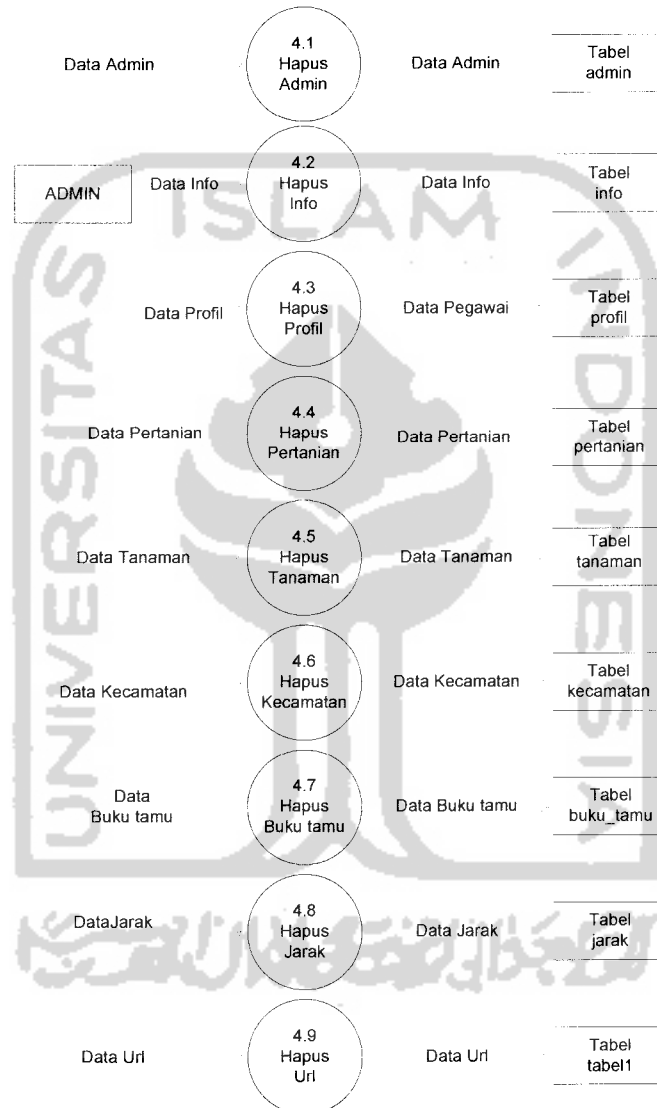 Data Admin
4.1
Hapus
Admin
Data Admin
Tabel
admin
ADMIN
Data Info
4.2
Hapus
Info
Data Info
Tabel
info
Data Profil
4.3
Hapus
Profil
Data Pegawai
Tabel
profil
Data Pertanian
4.4
Hapus
Pertanian
Data Pertanian
Tabel
pertanian
Data Tanaman
4.5
Hapus
Tanaman
Data Tanaman
Tabel
tanaman
Data Kecamatan
4.6
Hapus
Kecamatan
Data Kecamatan
Tabel
kecamatan
Data
Buku tamu
4.7
Hapus
Buku tamu
Data Buku tamu
Tabel
buku_tamu
DataJarak
4.8
Hapus
Jarak
Data Jarak
Tabel
jarak
Data Url
4.9
Hapus
Url
Data Url
Tabel
tabel1
UNIVERSITAS
ISLAM
INDONESIA